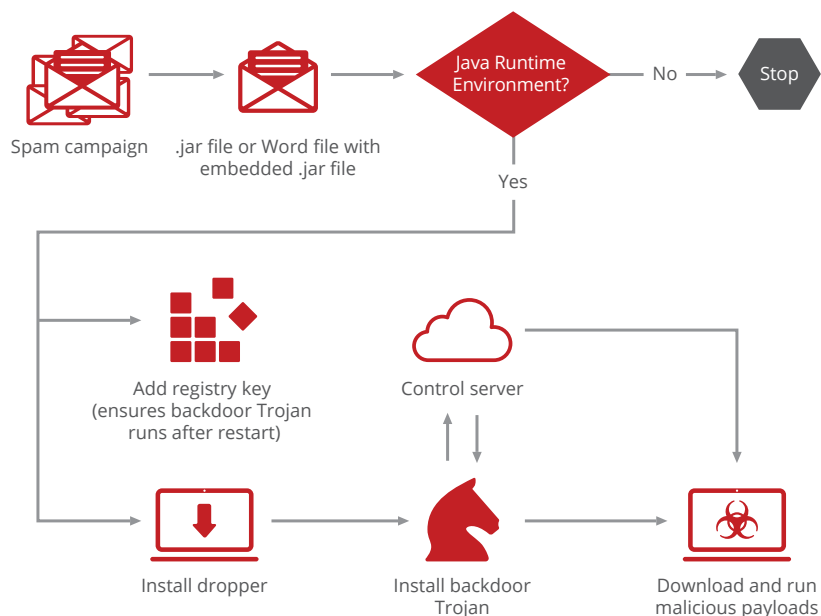 Spam campaign
.jar file or Word file with
embedded .jar file
Java Runtime
Environment?
No
Stop
Yes
Add registry key
(ensures backdoor Trojan
runs after restart)
Control server
Install dropper
Install backdoor
Trojan
Download and run
malicious payloads